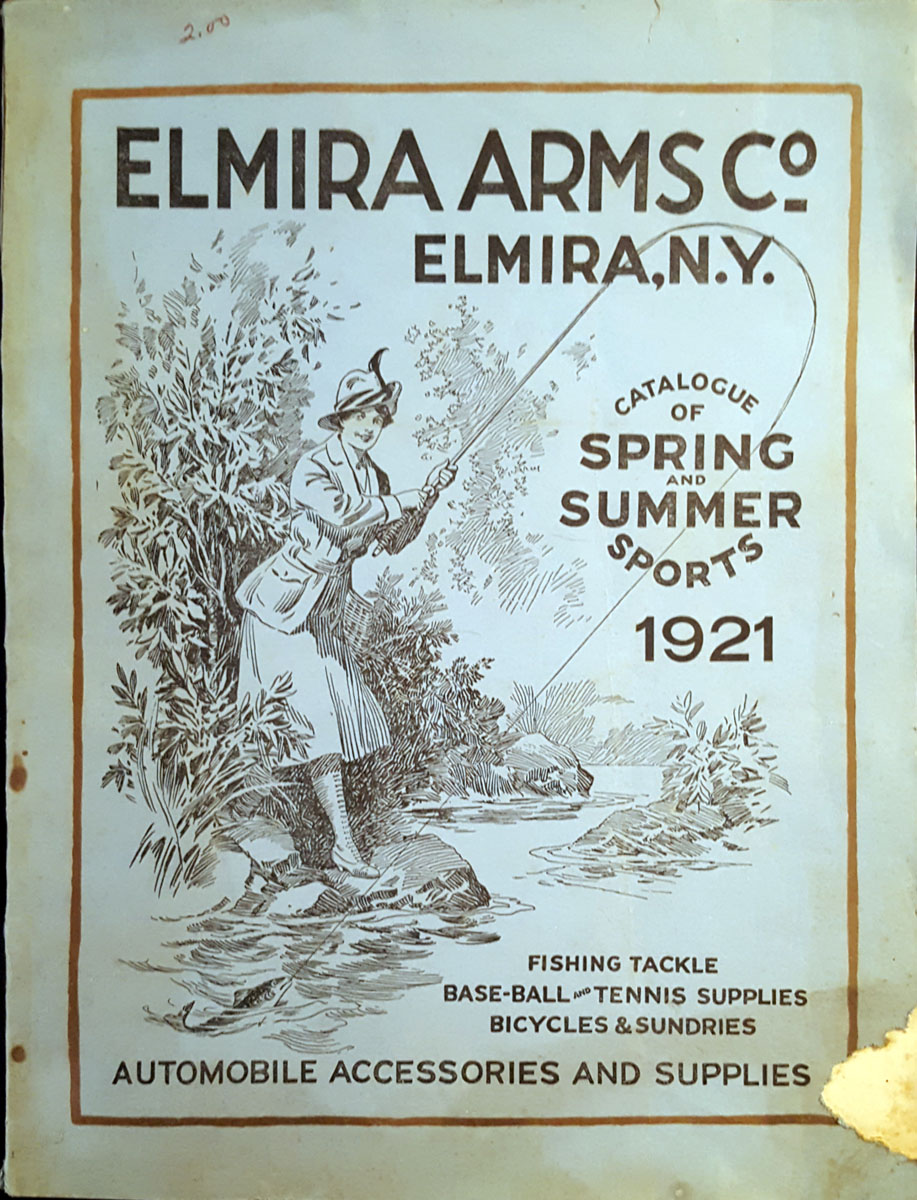 2.00
ELMIRA ARMS Cº
ELMIRA, N.Y.
CATALOGUE
OF
SPRING
AND
SUMMER
SPORTS
1921
FISHING TACKLE
BASE-BALL AND TENNIS SUPPLIES
BICYCLES & SUNDRIES
AUTOMOBILE ACCESSORIES AND SUPPLIES